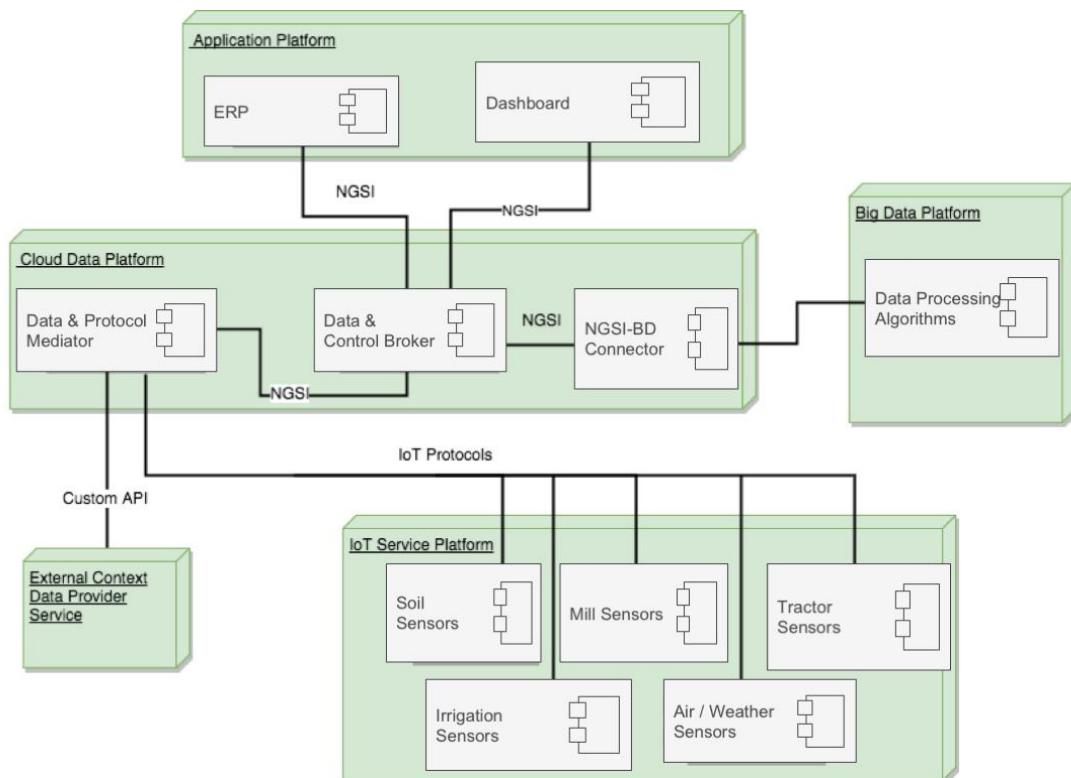 Application Platform
ERP
Dashboard
NGSI
NGSI
Big Data Platform
Cloud Data Platform
Data & Protocol
Mediator
Data &
Control Broker
NGSI
NGSI-BD
Connector
Data Processing
Algorithms
NGSI
IoT Protocols
Custom API
External Context
Data Provider
Service
IoT Service Platform
Soil
Sensors
Mill Sensors
Tractor
Sensors
Irrigation
Sensors
Air / Weather
Sensors